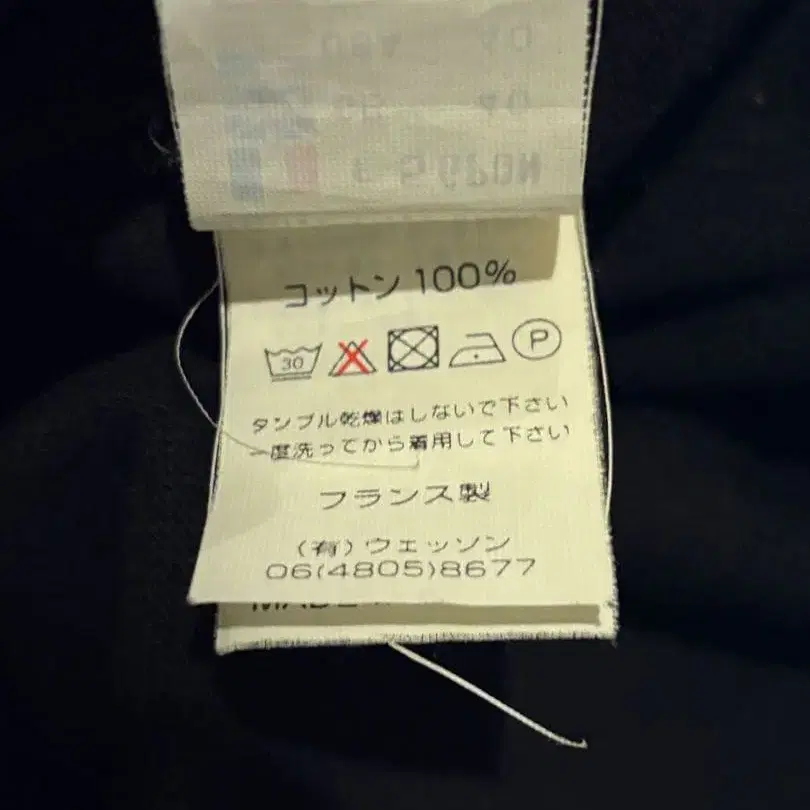 コットン 100%
30 P
タンブル乾燥はしないで下さい
一度洗ってから着用して下さい
フランス製
(有)ウェッソン
06(4805)8677